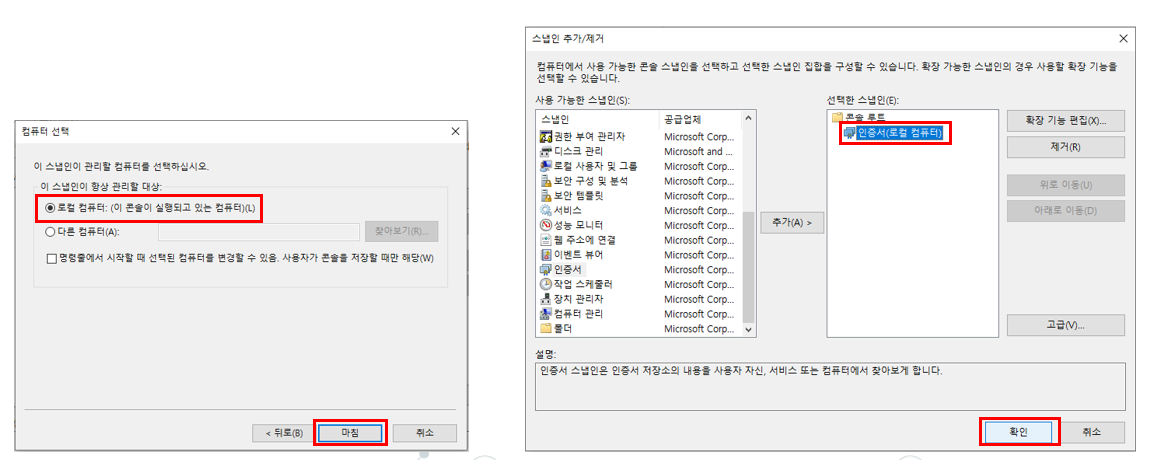 컴퓨터 선택
이 스냅인이 관리할 컴퓨터를 선택하십시오.
이 스냅인이 항상 관리할 대상:
로컬 컴퓨터: (이 콘솔이 실행되고 있는 컴퓨터)(L)
다른 컴퓨터(A):
찾아보기(R)...
명령줄에서 시작할 때 선택된 컴퓨터를 변경할 수 있음. 사용자가 콘솔을 저장할 때만 해당(W)
< 뒤로(B)
마침
취소
스냅인 추가/제거
컴퓨터에서 사용 가능한 콘솔 스냅인을 선택하고 선택한 스냅인 집합을 구성할 수 있습니다. 확장 가능한 스냅인의 경우 사용할 확장 기능을
선택할 수 있습니다.
사용 가능한 스냅인(S):
스냅인 공급업체
권한 부여 관리자 Microsoft Corp...
디스크 관리 Microsoft and ...
로컬 사용자 및 그룹 Microsoft Corp...
보안 구성 및 분석 Microsoft Corp...
보안 템플릿 Microsoft Corp...
서비스 Microsoft Corp...
성능 모니터 Microsoft Corp...
웹 주소에 연결 Microsoft Corp...
이벤트 뷰어 Microsoft Corp...
인증서 Microsoft Corp...
작업 스케줄러 Microsoft Corp...
장치 관리자 Microsoft Corp...
컴퓨터 관리 Microsoft Corp...
폴더 Microsoft Corp...
추가(A) >
선택한 스냅인(E):
콘솔 루트
인증서(로컬 컴퓨터)
확장 기능 편집(X)...
제거(R)
위로 이동(U)
아래로 이동(D)
고급(V)...
설명:
인증서 스냅인은 인증서 저장소의 내용을 사용자 자신, 서비스 또는 컴퓨터에서 찾아보게 합니다.
확인
취소